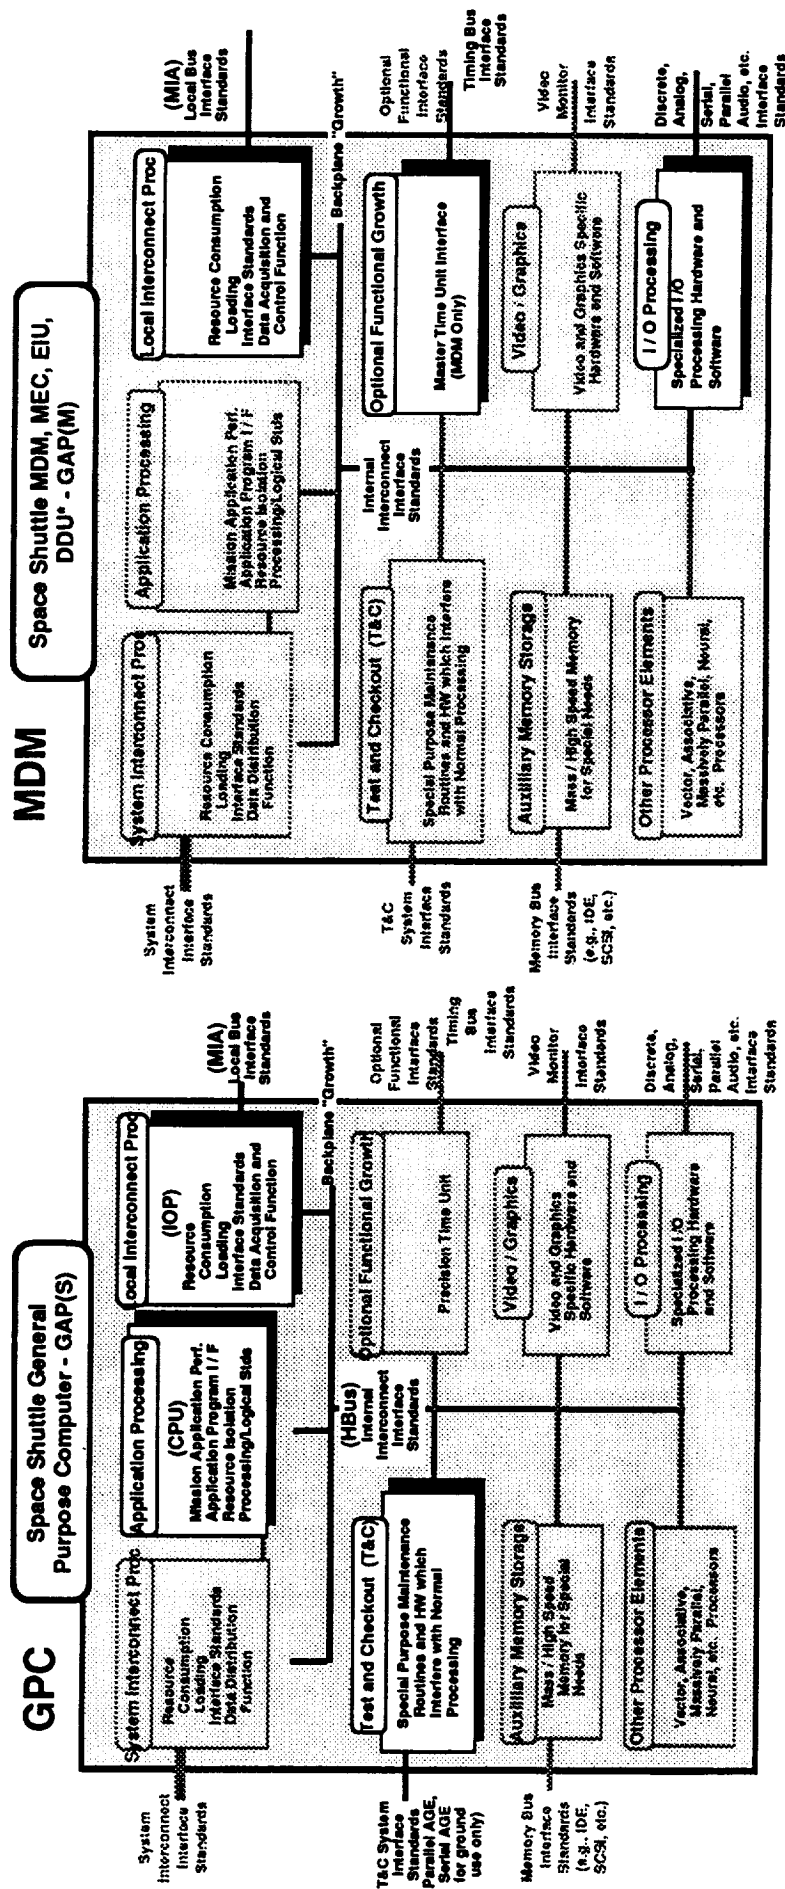 GPC
Space Shuttle General
Purpose Computer - GAP(S)
System
Interconnect
Interface
Standards
System Interconnect Proc
Resource
Consumption
Loading
Interface Standards
Data Distribution
Function
Application Processing
(CPU)
Mission Application Perf.
Application Program I / F
Resource Isolation
Processing/Logical Stds
Local Interconnect Proc
(IOP)
Resource
Consumption
Loading
Interface Standards
Data Acquisition and
Control Function
(MIA)
Local Bus
Interface
Standards
Backplane "Growth"
(HBus)
Internal
Interconnect
Interface
Standards
T&C System
Interface
Standards
Parallel AGE,
Serial AGE
(for ground
use only)
Test and Checkout (T&C)
Special Purpose Maintenance
Routines and HW which
Interfere with Normal
Processing
Optional Functional Growth
Precision Time Unit
Optional
Functional
Interface
Standards
Timing Bus
Interface
Standards
Memory Bus
Interface
Standards
(e.g., IDE,
SCSI, etc.)
Auxilliary Memory Storage
Mass / High Speed
Memory for Special
Needs
Video / Graphics
Video and Graphics
Spesific Hardware and
Software
Video
Monitor
Interface
Standards
Other Processor Elements
Vector, Associative,
Massively Parallel,
Neural, etc. Processors
I / O Processing
Specialized I/O
Processing Hardware
and Software
Discrete,
Analog,
Serial,
Parallel
Audio, etc.
Interface
Standards
MDM
Space Shuttle MDM, MEC, EIU,
DDU* - GAP(M)
System
Interconnect
Interface
Standards
System Interconnect Proc
Resource Consumption
Loading
Interface Standards
Data Distribution
Function
Application Processing
Mission Application Perf.
Application Program I / F
Resource Isolation
Processing/Logical Stds
Local Interconnect Proc
Resource Consumption
Loading
Interface Standards
Data Acquisition and
Control Function
(MIA)
Local Bus
Interface
Standards
Backplane "Growth"
Internal
Interconnect
Interface
Standards
T&C
System
Interface
Standards
Test and Checkout (T&C)
Special Purpose Maintenance
Routines and HW which Interfere
with Normal Processing
Optional Functional Growth
Master Time Unit Interface
(MDM Only)
Optional
Functional
Interface
Standards
Timing Bus
Interface
Standards
Memory Bus
Interface
Standards
(e.g., IDE,
SCSI, etc.)
Auxilliary Memory Storage
Mass / High Speed Memory
for Special Needs
Video / Graphics
Video and Graphics Specific
Hardware and Software
Video
Monitor
Interface
Standards
Other Processor Elements
Vector, Associative,
Massively Parallel, Neural,
etc. Processors
I / O Processing
Specialized I / O
Processing Hardware and
Software
Discrete,
Analog,
Serial,
Parallel
Audio, etc.
Interface
Standards